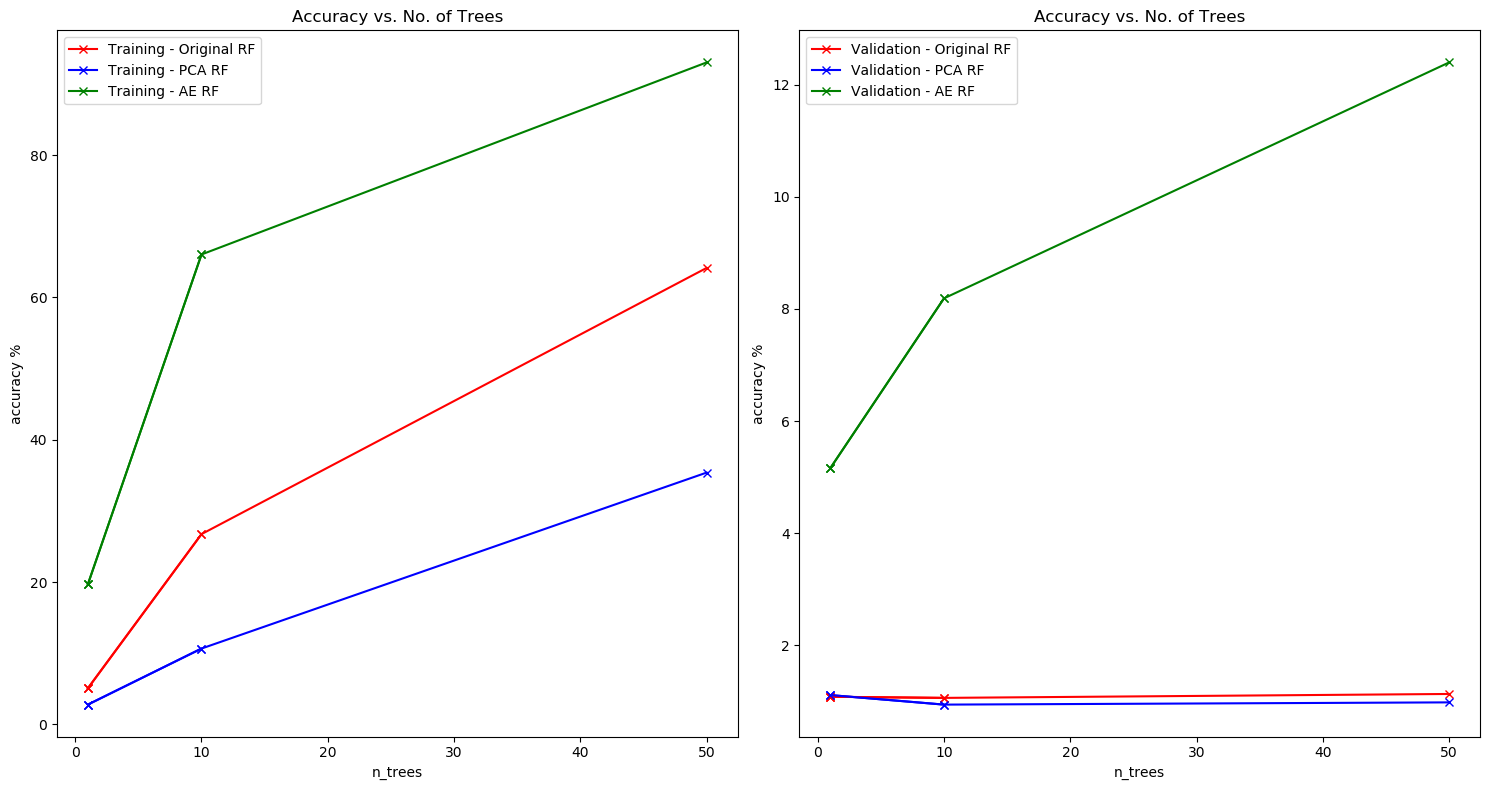 Accuracy vs. No. of Trees
Training - Original RF
Training - PCA RF
Training - AE RF
accuracy %
80
60
40
20
0
0 10 20 30 40 50
n_trees
Accuracy vs. No. of Trees
Validation - Original RF
Validation - PCA RF
Validation - AE RF
accuracy %
12
10
8
6
4
2
0 10 20 30 40 50
n_trees